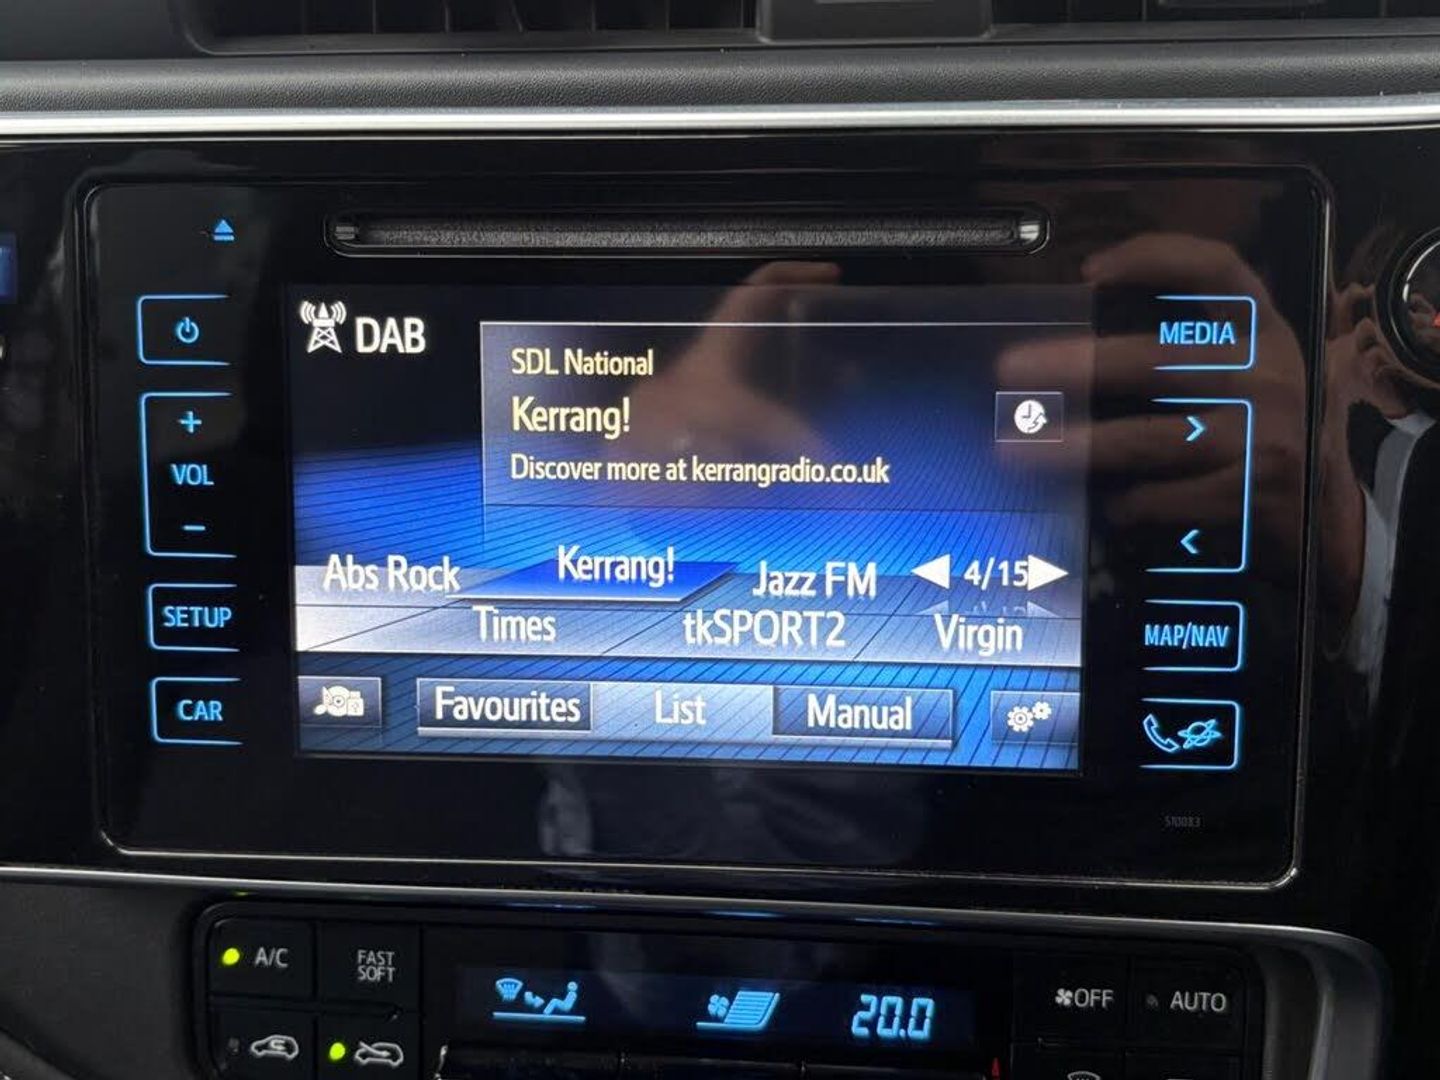 DAB
SDL National
Kerrang!
Discover more at kerrangradio.co.uk
Abs Rock
Kerrang!
Jazz FM
4/15
Times
tkSPORT2
Virgin
Favourites
List
Manual
+
VOL
-
SETUP
CAR
MEDIA
>
<
MAP/NAV
510083
A/C
FAST
SOFT
20.0
OFF
AUTO